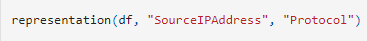 representation(df, "SourceIPAddress", "Protocol")